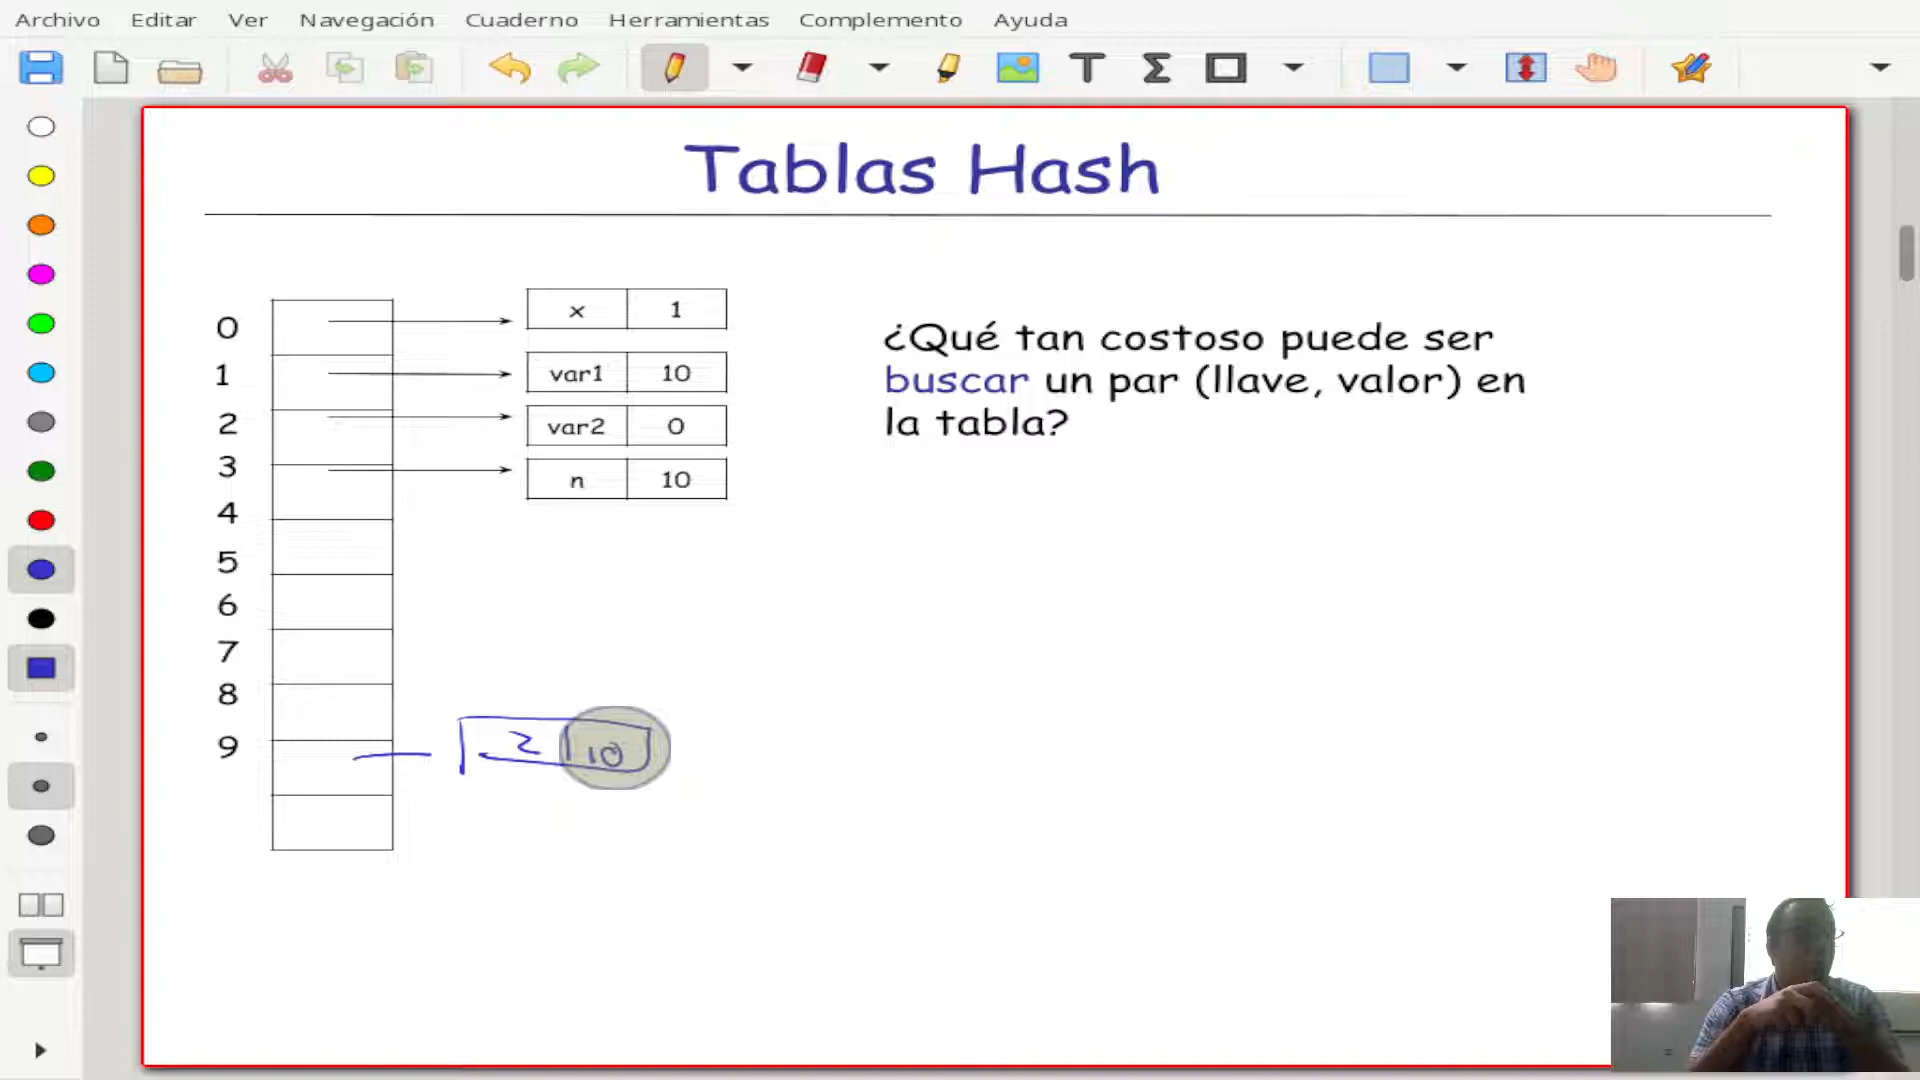 Archivo Editar Ver Navegación Cuaderno Herramientas Complemento Ayuda
Tablas Hash
0
1
2
3
4
5
6
7
8
9
x 1
var1 10
var2 0
n 10
2 10
¿Qué tan costoso puede ser
buscar un par (llave, valor) en
la tabla?